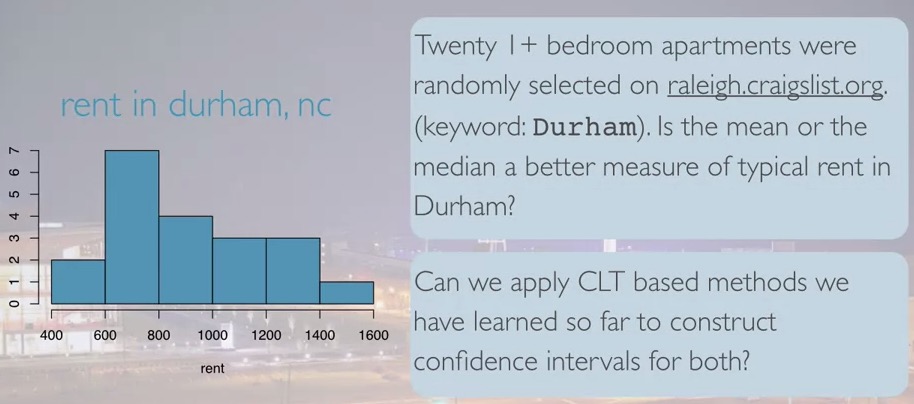 rent in durham, nc
7
6
5
4
3
2
1
0
400 600 800 1000 1200 1400 1600
rent
Twenty 1+ bedroom apartments were
randomly selected on raleigh.craigslist.org.
(keyword: Durham). Is the mean or the
median a better measure of typical rent in
Durham?
Can we apply CLT based methods we
have learned so far to construct
confidence intervals for both?